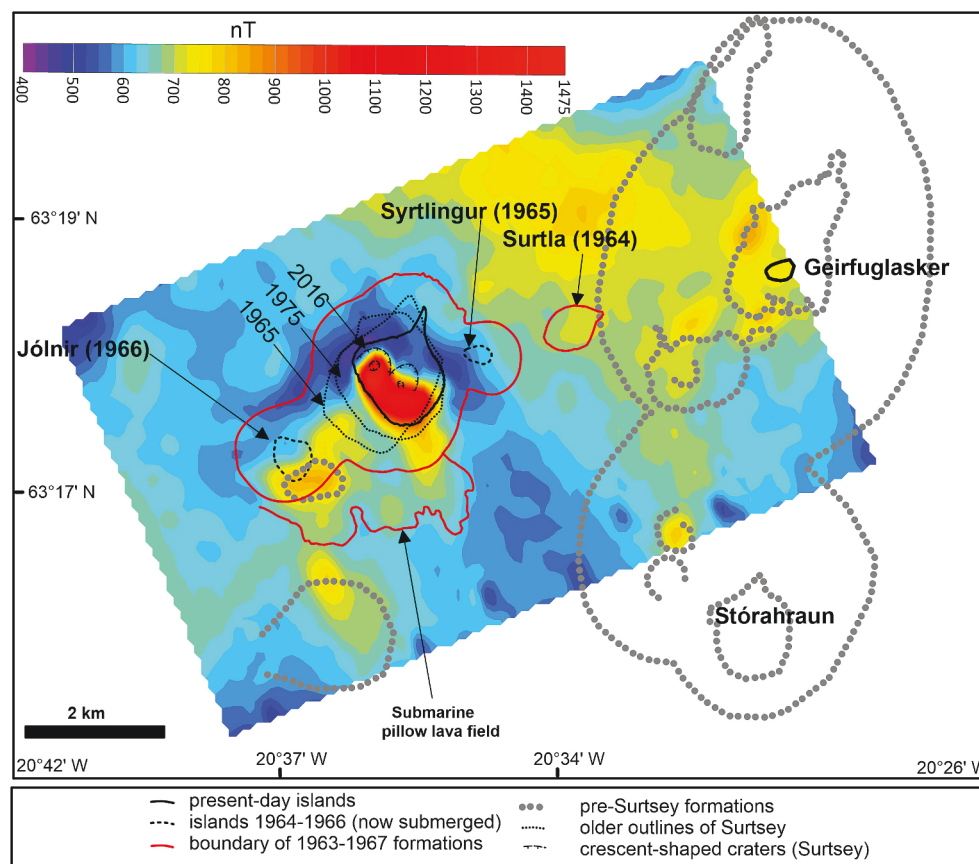 nT
400
500
600
700
800
900
1000
1100
1200
1300
1400
1475
63°19' N
Syrtlingur (1965)
Surtla (1964)
Geirfuglasker
2016
1975
1965
Jólnir (1966)
63°17' N
Stórahraun
2 km
Submarine
pillow lava field
20°42' W
20°37' W
20°34' W
20°26' W
present-day islands
islands 1964-1966 (now submerged)
boundary of 1963-1967 formations
pre-Surtsey formations
older outlines of Surtsey
crescent-shaped craters (Surtsey)